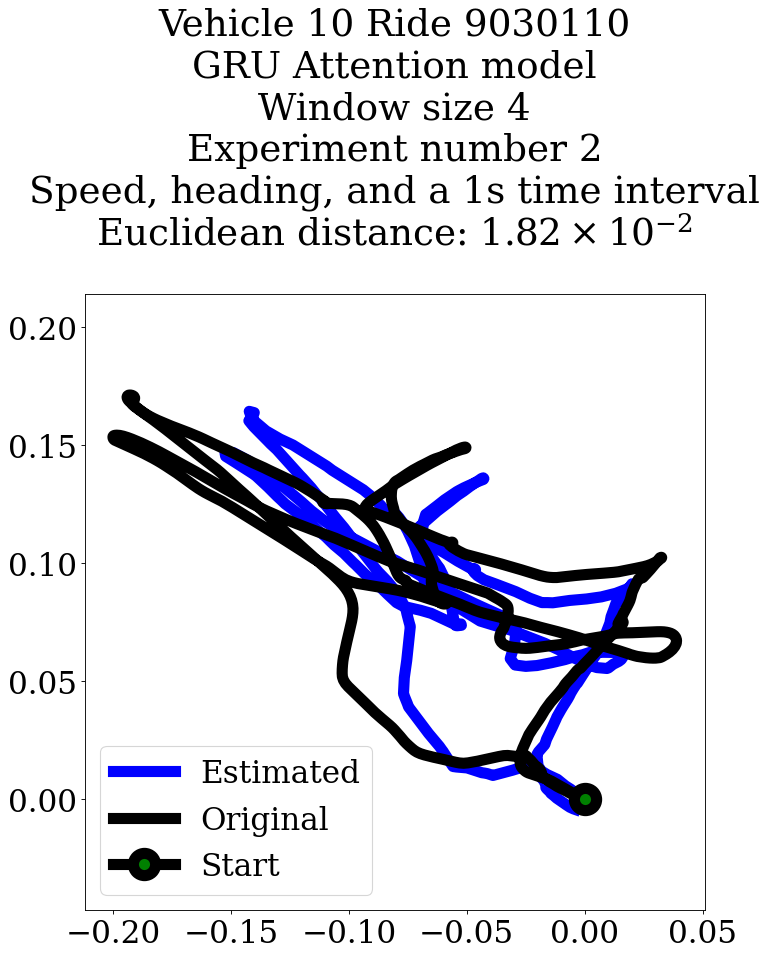 Vehicle 10 Ride 9030110
GRU Attention model
Window size 4
Experiment number 2
Speed, heading, and a 1s time interval
Euclidean distance: 1.82 × 10⁻²
0.20
0.15
0.10
0.05
0.00
Estimated
Original
Start
−0.20 −0.15 −0.10 −0.05 0.00 0.05